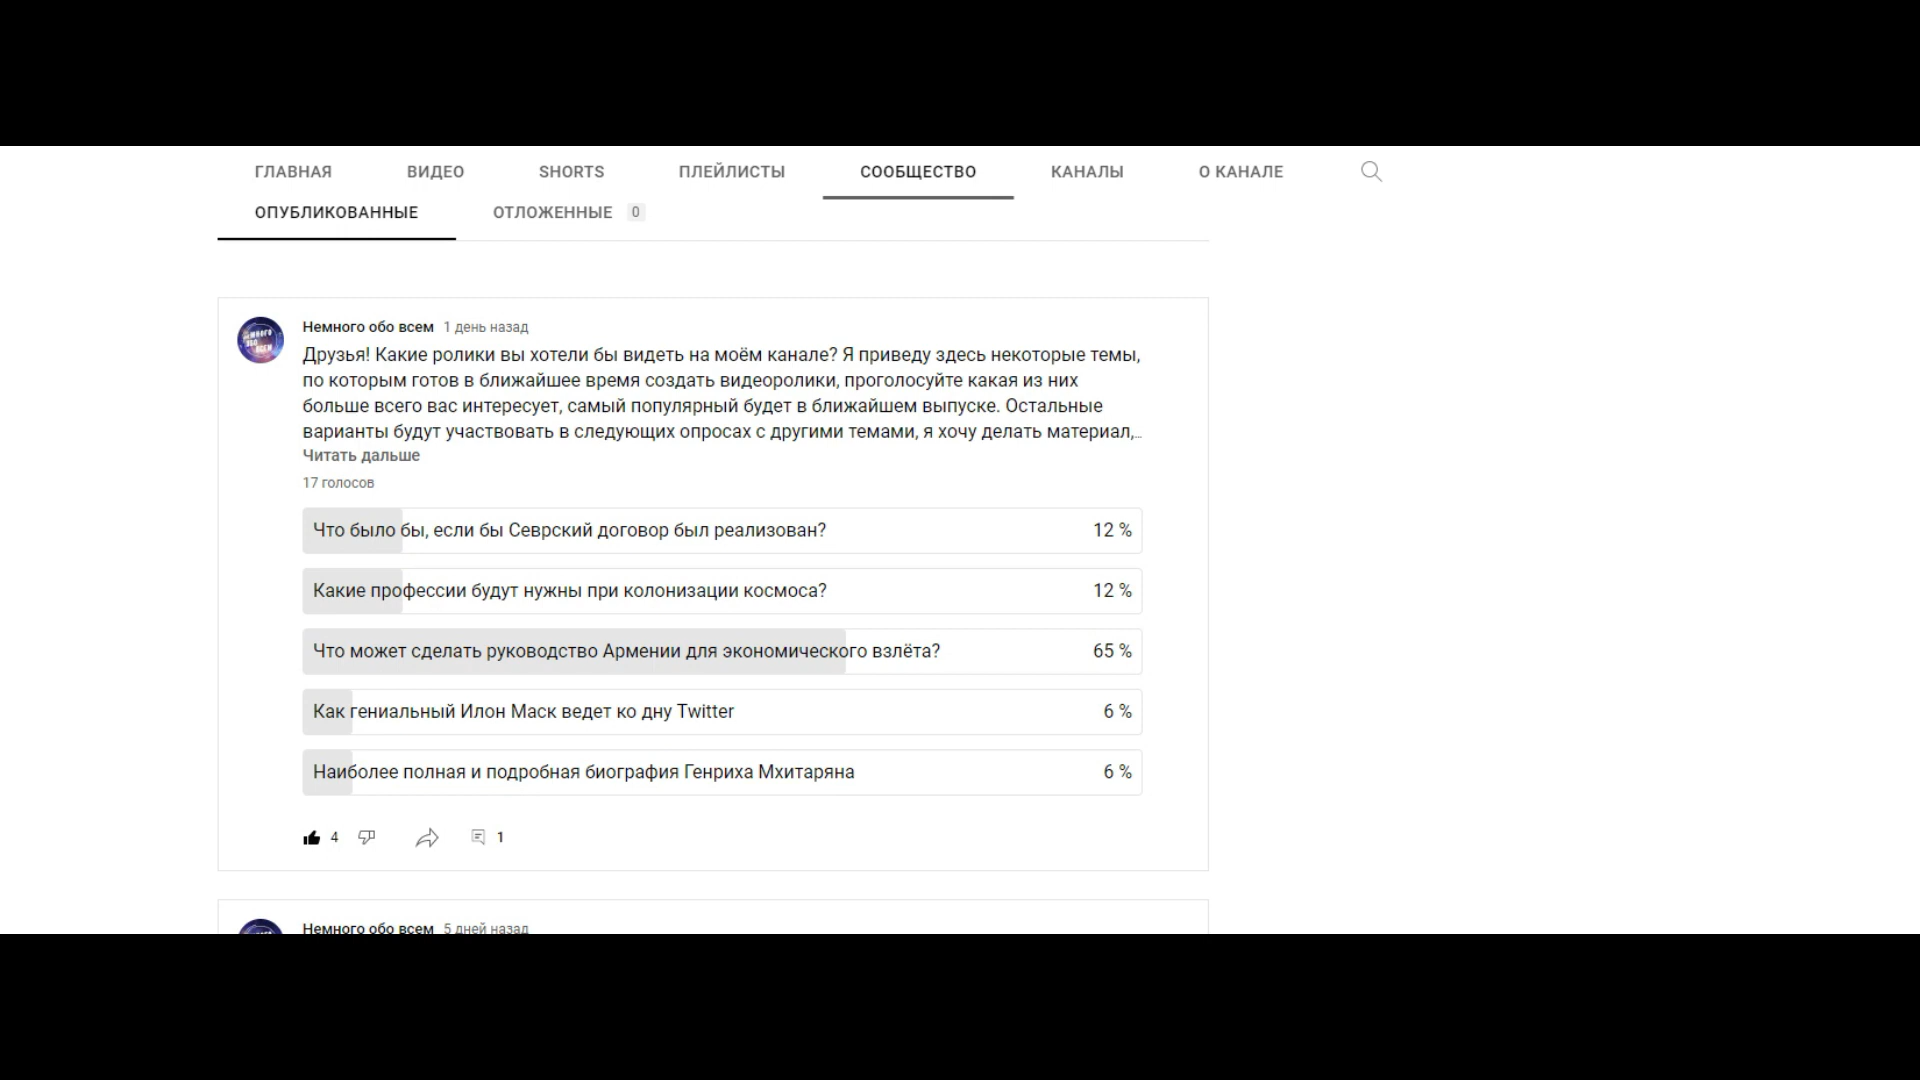 ГЛАВНАЯ ВИДЕО SHORTS ПЛЕЙЛИСТЫ СООБЩЕСТВО КАНАЛЫ О КАНАЛЕ
ОПУБЛИКОВАННЫЕ ОТЛОЖЕННЫЕ 0
Немного обо всем 1 день назад
Друзья! Какие ролики вы хотели бы видеть на моём канале? Я приведу здесь некоторые темы,
по которым готов в ближайшее время создать видеоролики, проголосуйте какая из них
больше всего вас интересует, самый популярный будет в ближайшем выпуске. Остальные
варианты будут участвовать в следующих опросах с другими темами, я хочу делать материал,...
Читать дальше
17 голосов
Что было бы, если бы Севрский договор был реализован? 12 %
Какие профессии будут нужны при колонизации космоса? 12 %
Что может сделать руководство Армении для экономического взлёта? 65 %
Как гениальный Илон Маск ведет ко дну Twitter 6 %
Наиболее полная и подробная биография Генриха Мхитаряна 6 %
4 1
Немного обо всем 5 дней назад